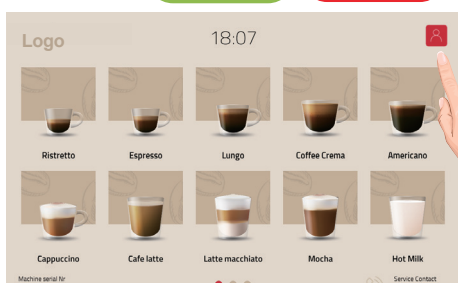 Logo 18:07
Ristretto Espresso Lungo Coffee Crema Americano
Cappuccino Cafe latte Latte macchiato Mocha Hot Milk
Machine serial Nr Service Contact